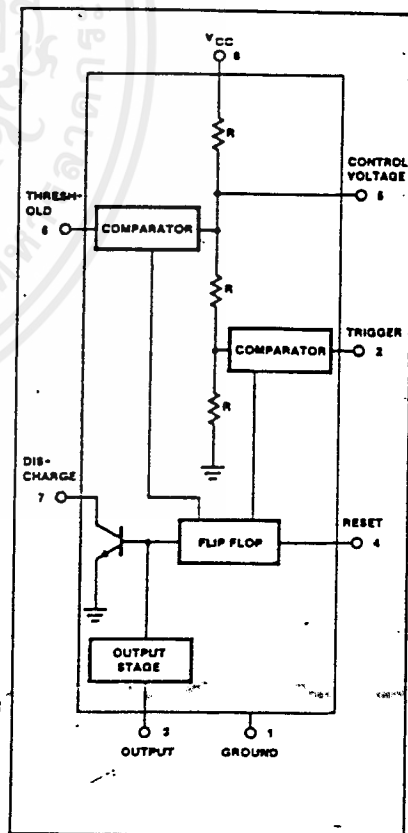 VCC
8
R
CONTROL
VOLTAGE
5
THRESH-
OLD
6
COMPARATOR
R
COMPARATOR
TRIGGER
2
R
DIS-
CHARGE
7
FLIP FLOP
RESET
4
OUTPUT
STAGE
3
OUTPUT
1
GROUND